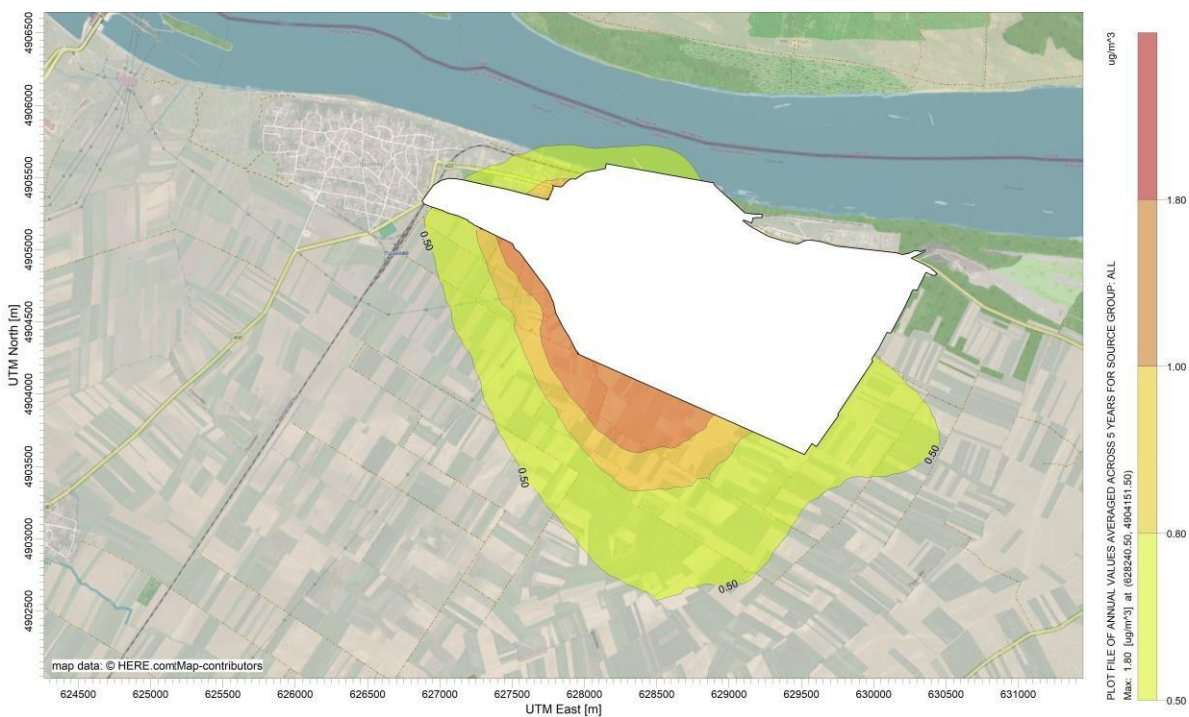 UTM North [m]
4906500
4906000
4905500
4905000
4904500
4904000
4903500
4903000
4902500
0.50
0.50
0.50
0.50
map data: © HERE.comtMap-contributors
624500 625000 625500 626000 626500 627000 627500 628000 628500 629000 629500 630000 630500 631000
UTM East [m]
PLOT FILE OF ANNUAL VALUES AVERAGED ACROSS 5 YEARS FOR SOURCE GROUP: ALL
Max: 1.80 [ug/m^3] at (628240.50, 4904151.50)
ug/m^3
1.80
1.00
0.80
0.50